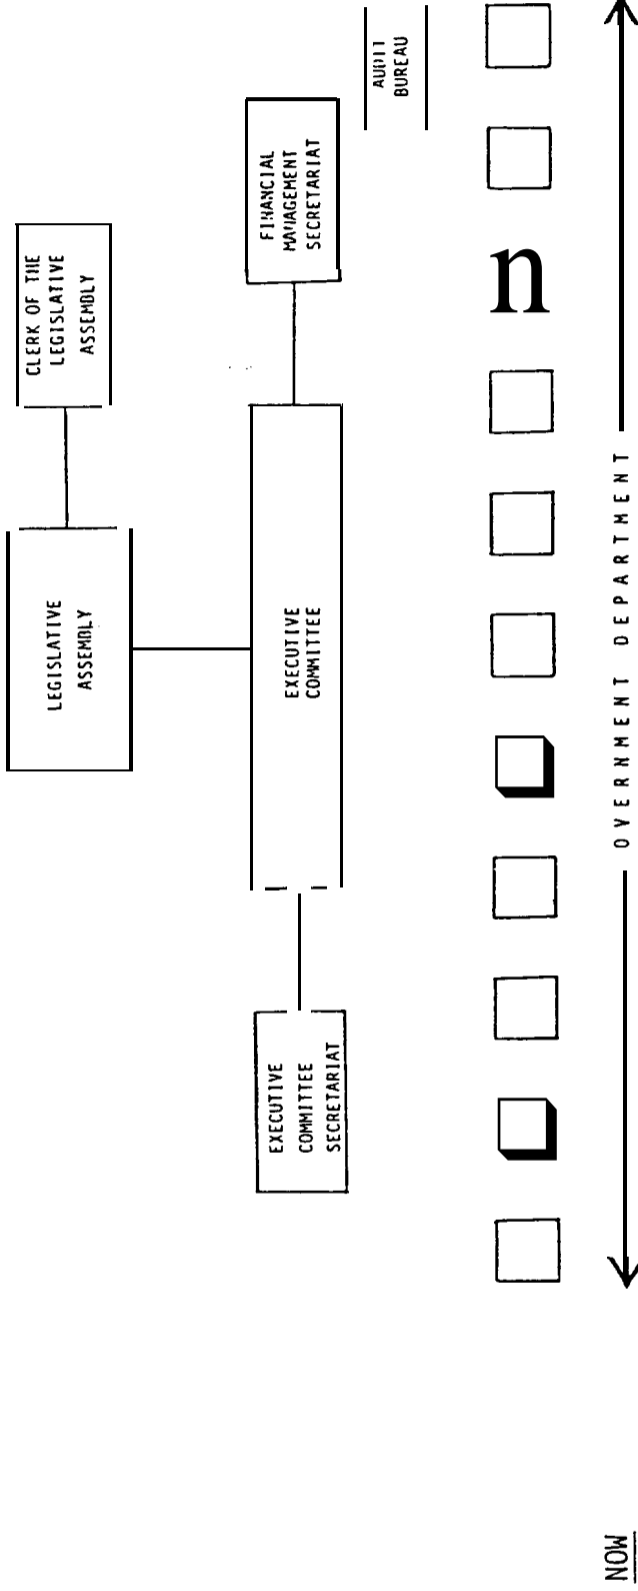 CLERK OF THE
LEGISLATIVE
ASSEMBLY
LEGISLATIVE
ASSEMBLY
EXECUTIVE
COMMITTEE
SECRETARIAT
EXECUTIVE
COMMITTEE
FINANCIAL
MANAGEMENT
SECRETARIAT
AUDIT
BUREAU
n
OVERNMENT DEPARTMENT
NOW